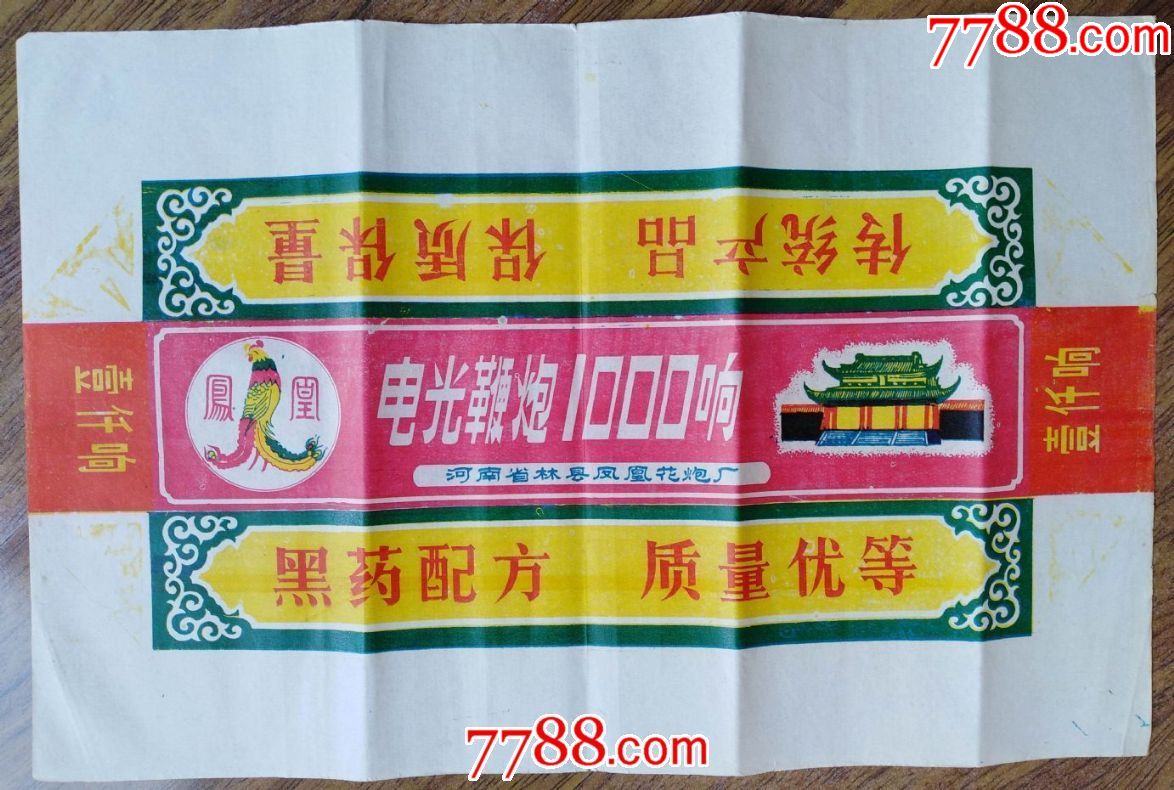 7788.com
传统产品 保质保量
壹仟响
鳳凰
电光鞭炮1000响
河南省林县凤凰花炮厂
壹仟响
黑药配方 质量优等
7788.com